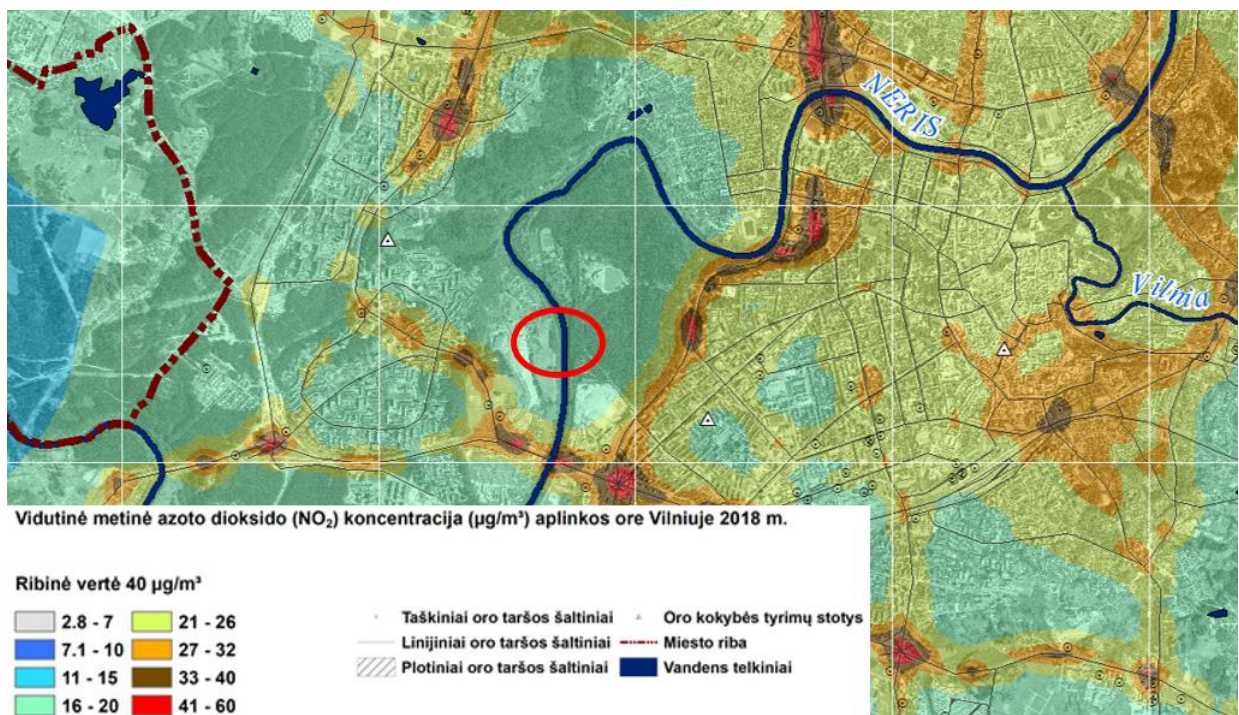 NERIS
Vilnia
Vidutinė metinė azoto dioksido (NO₂) koncentracija (µg/m³) aplinkos ore Vilniuje 2018 m.
Ribinė vertė 40 µg/m³
2.8 - 7
7.1 - 10
11 - 15
16 - 20
21 - 26
27 - 32
33 - 40
41 - 60
Taškiniai oro taršos šaltiniai
Linijiniai oro taršos šaltiniai
Plotiniai oro taršos šaltiniai
Oro kokybės tyrimų stotys
Miesto riba
Vandens telkiniai